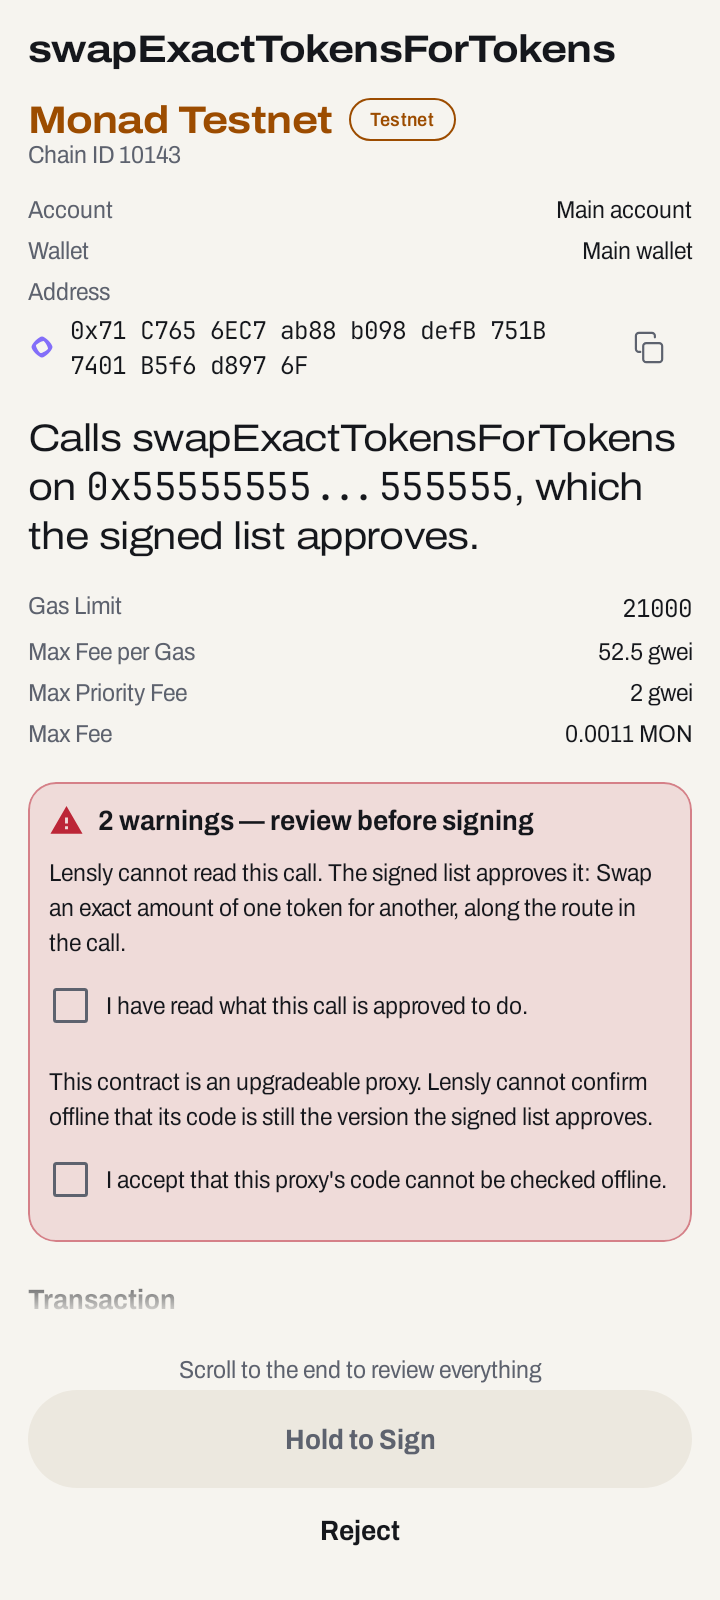 swapExactTokensForTokens
Monad Testnet
Testnet
Chain ID 10143
Account
Main account
Wallet
Main wallet
Address
0x71 C765 6EC7 ab88 b098 defB 751B
7401 B5f6 d897 6F
Calls swapExactTokensForTokens
on 0x55555555...555555, which
the signed list approves.
Gas Limit
21000
Max Fee per Gas
52.5 gwei
Max Priority Fee
2 gwei
Max Fee
0.0011 MON
2 warnings — review before signing
Lensly cannot read this call. The signed list approves it: Swap
an exact amount of one token for another, along the route in
the call.
I have read what this call is approved to do.
This contract is an upgradeable proxy. Lensly cannot confirm
offline that its code is still the version the signed list approves.
I accept that this proxy's code cannot be checked offline.
Transaction
Scroll to the end to review everything
Hold to Sign
Reject